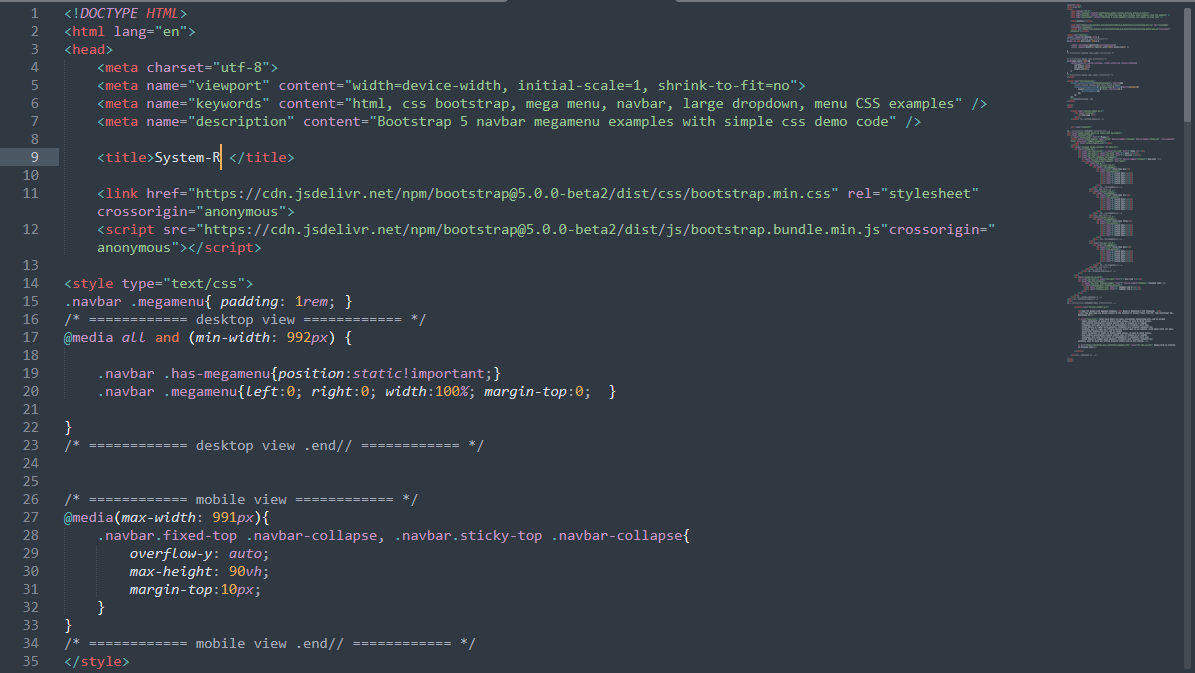 1 <!DOCTYPE HTML>
2 <html lang="en">
3 <head>
4 <meta charset="utf-8">
5 <meta name="viewport" content="width=device-width, initial-scale=1, shrink-to-fit=no">
6 <meta name="keywords" content="html, css bootstrap, mega menu, navbar, large dropdown, menu CSS examples" />
7 <meta name="description" content="Bootstrap 5 navbar megamenu examples with simple css demo code" />
8
9 <title>System-R </title>
10
11 <link href="https://cdn.jsdelivr.net/npm/bootstrap@5.0.0-beta2/dist/css/bootstrap.min.css" rel="stylesheet"
crossorigin="anonymous">
12 <script src="https://cdn.jsdelivr.net/npm/bootstrap@5.0.0-beta2/dist/js/bootstrap.bundle.min.js"crossorigin="
anonymous"></script>
13
14 <style type="text/css">
15 .navbar .megamenu{ padding: 1rem; }
16 /* ============ desktop view ============ */
17 @media all and (min-width: 992px) {
18
19 .navbar .has-megamenu{position:static!important;}
20 .navbar .megamenu{left:0; right:0; width:100%; margin-top:0;  }
21
22 }
23 /* ============ desktop view .end// ============ */
24
25
26 /* ============ mobile view ============ */
27 @media(max-width: 991px){
28 .navbar.fixed-top .navbar-collapse, .navbar.sticky-top .navbar-collapse{
29 overflow-y: auto;
30 max-height: 90vh;
31 margin-top:10px;
32 }
33 }
34 /* ============ mobile view .end// ============ */
35 </style>